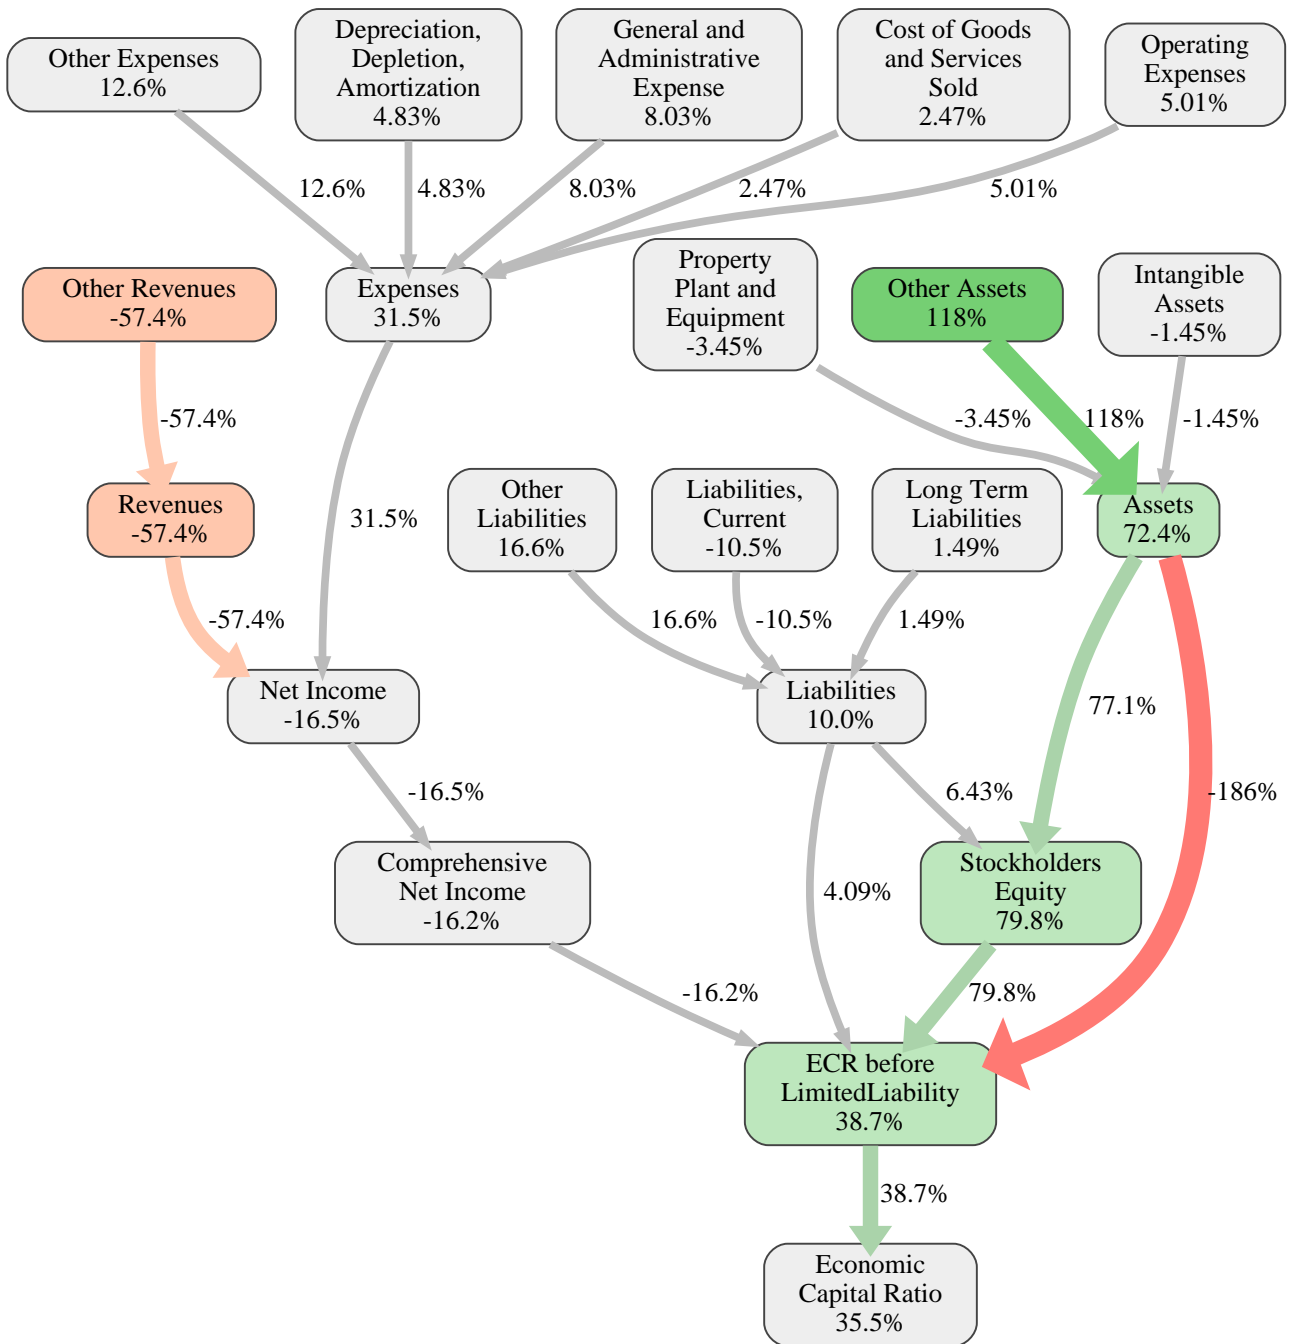 Other Expenses
12.6%
Depreciation,
Depletion,
Amortization
4.83%
General and
Administrative
Expense
8.03%
Cost of Goods
and Services
Sold
2.47%
Operating
Expenses
5.01%
12.6%
4.83%
8.03%
2.47%
5.01%
Other Revenues
-57.4%
Expenses
31.5%
Property
Plant and
Equipment
-3.45%
Other Assets
118%
Intangible
Assets
-1.45%
-57.4%
-3.45%
118%
-1.45%
Revenues
-57.4%
31.5%
Other
Liabilities
16.6%
Liabilities,
Current
-10.5%
Long Term
Liabilities
1.49%
Assets
72.4%
-57.4%
16.6%
-10.5%
1.49%
Net Income
-16.5%
Liabilities
10.0%
77.1%
-16.5%
6.43%
-186%
Comprehensive
Net Income
-16.2%
4.09%
Stockholders
Equity
79.8%
-16.2%
79.8%
ECR before
LimitedLiability
38.7%
38.7%
Economic
Capital Ratio
35.5%